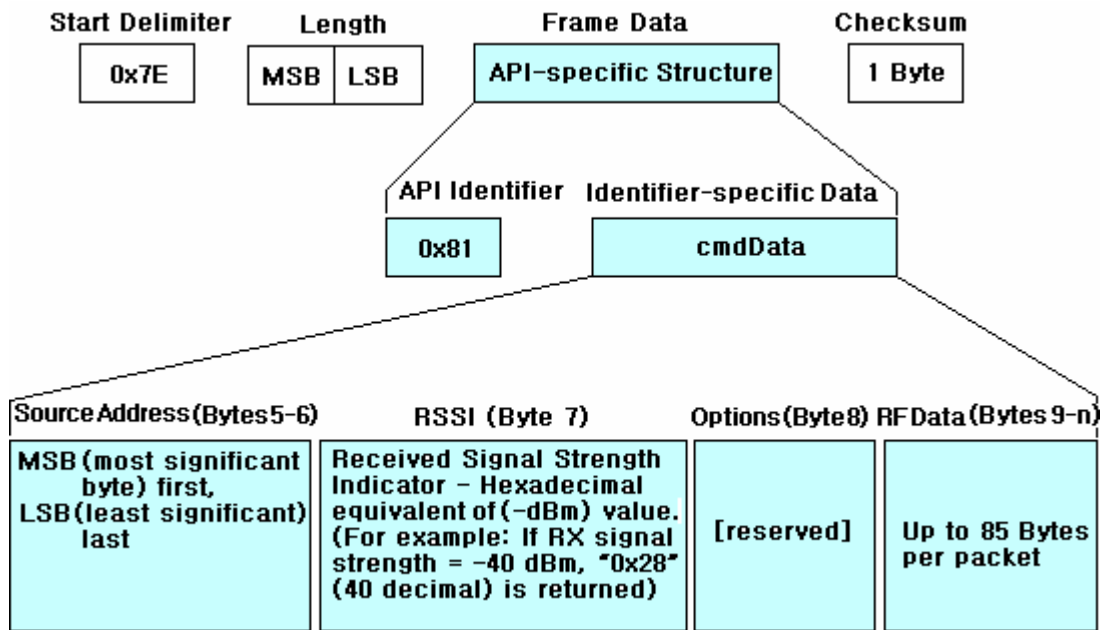 Start Delimiter
Length
Frame Data
Checksum
0x7E
MSB
LSB
API-specific Structure
1 Byte
API Identifier
Identifier-specific Data
0x81
cmdData
Source Address (Bytes 5-6)
RSSI (Byte 7)
Options (Byte 8)
RF Data (Bytes 9-n)
MSB (most significant
byte) first,
LSB (least significant)
last
Received Signal Strength
Indicator - Hexadecimal
equivalent of (-dBm) value.
(For example: If RX signal
strength = -40 dBm, "0x28"
(40 decimal) is returned)
[reserved]
Up to 85 Bytes
per packet